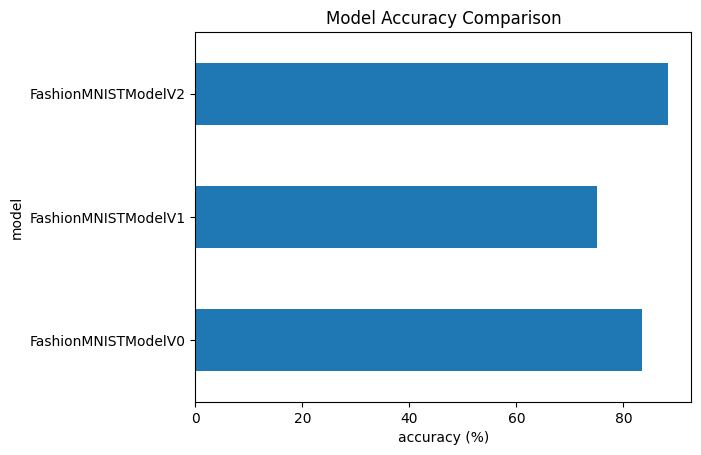 Model Accuracy Comparison
model
FashionMNISTModelV2
FashionMNISTModelV1
FashionMNISTModelV0
0 20 40 60 80
accuracy (%)